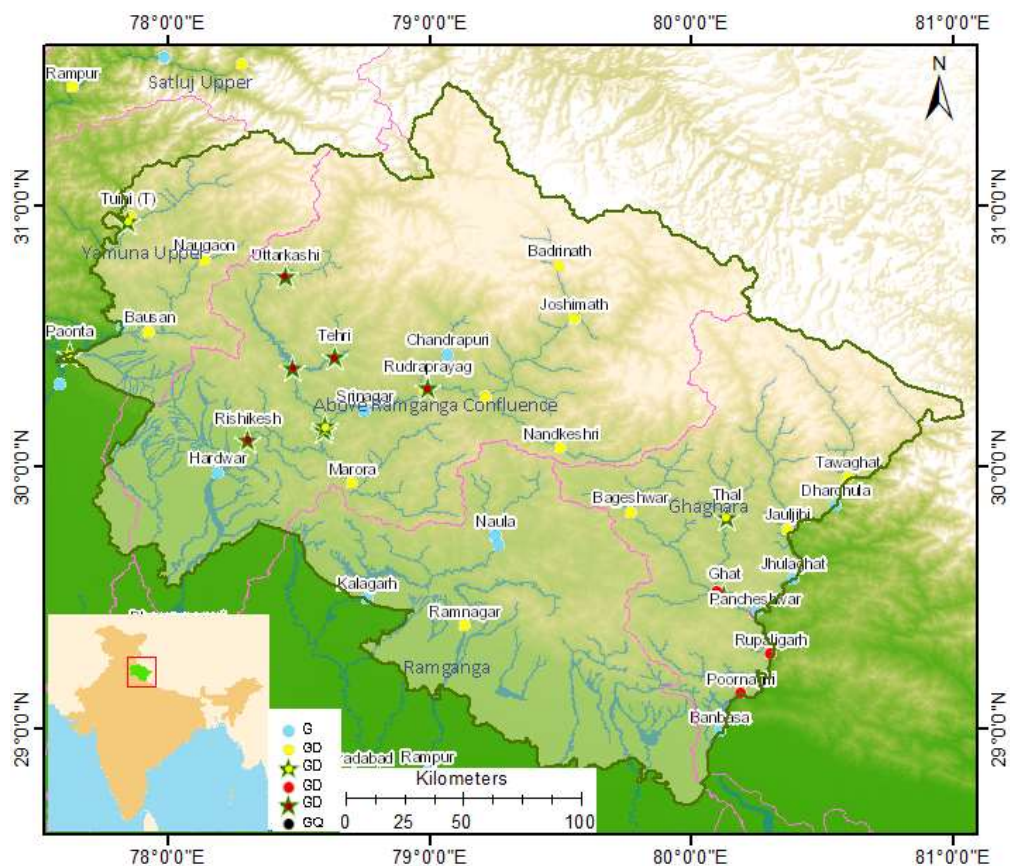 78°0'0"E
79°0'0"E
80°0'0"E
81°0'0"E
N
Rampur
Satluj Upper
31°0'0"N
31°0'0"N
Tuini (T)
Yamuna Upper
Naugaon
Uttarkashi
Badrinath
Joshimath
Bausan
Paonta
Tehri
Chandrapuri
Rudraprayag
Srinagar
Above Ramganga Confluence
Rishikesh
Nandkeshri
30°0'0"N
Hardwar
Marora
Tawaghat
30°0'0"N
Bageshwar
Thal
Dharchula
Ghaghara
Jauljibi
Naula
Jhulaghat
Kalagarh
Ghat
Pancheshwar
Ramnagar
Rupaligarh
Ramganga
Poornagiri
Banbasa
29°0'0"N
29°0'0"N
G
GD
GD
GD
GD
GQ
Rampur
Kilometers
0 25 50 100
78°0'0"E
79°0'0"E
80°0'0"E
81°0'0"E